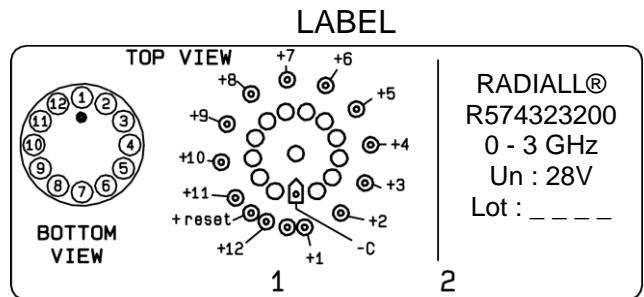 LABEL
TOP VIEW
+7
+6
+8
+5
+9
+4
+10
+3
+11
+2
+reset
+12
+1
-C
1
2
3
4
5
6
7
8
9
10
11
12
BOTTOM
VIEW
RADIALL®
R574323200
0 - 3 GHz
Un : 28V
Lot : _ _ _ _
1
2